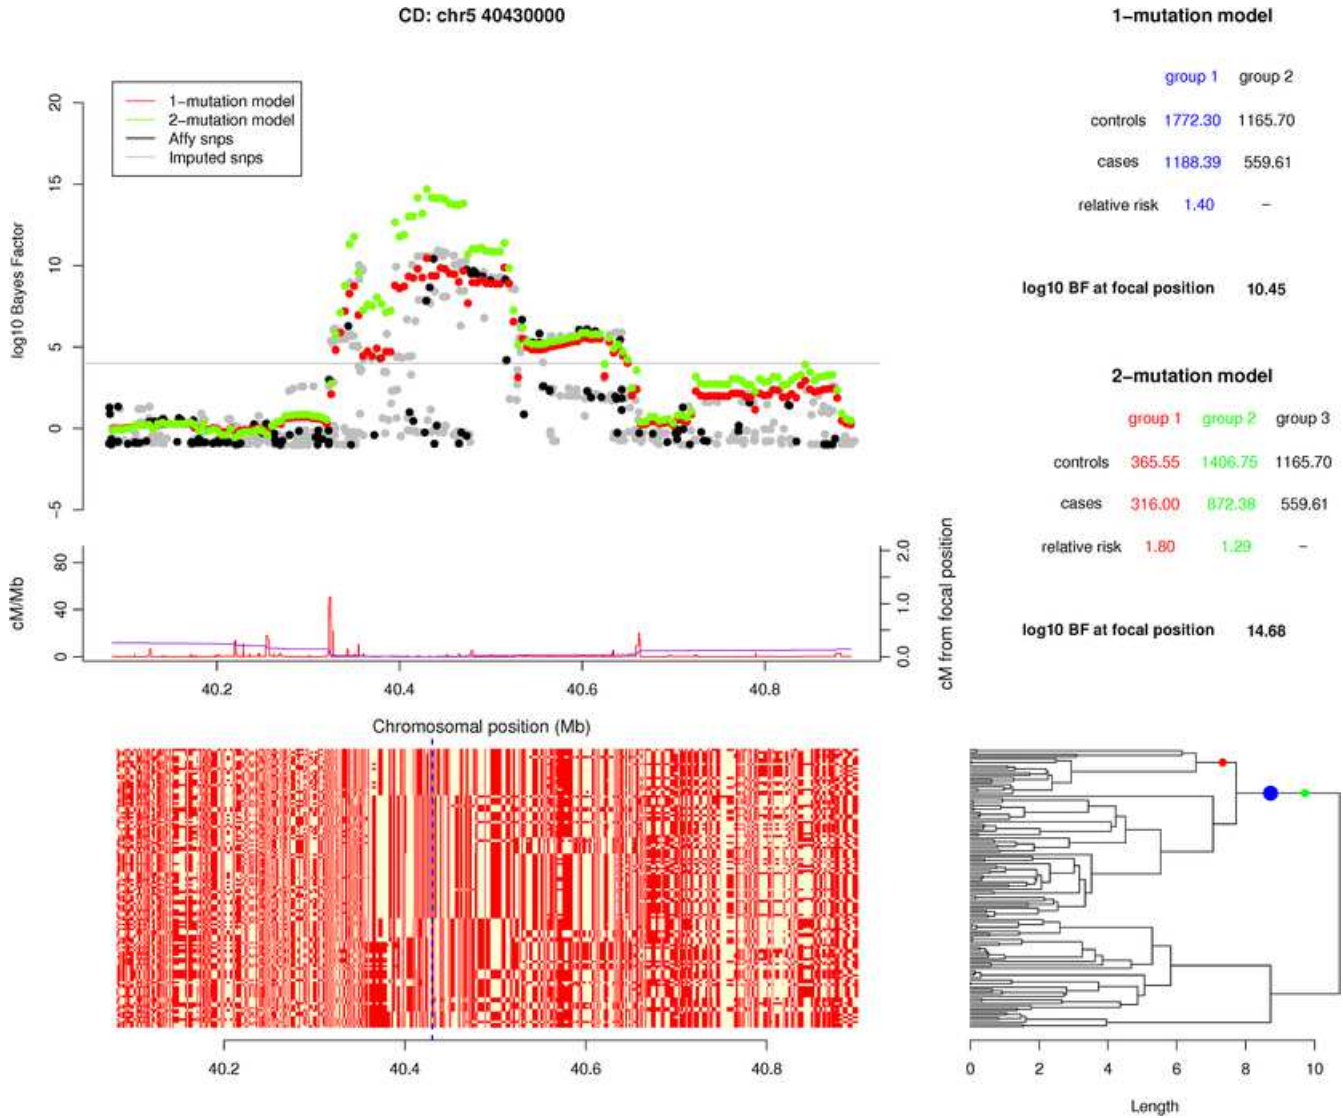 CD: chr5 40430000
1−mutation model
2−mutation model
Affy snps
Imputed snps
log10 Bayes Factor
20
15
10
5
0
−5
cM/Mb
80
40
0
2.0
1.0
0.0
cM from focal position
40.2 40.4 40.6 40.8
Chromosomal position (Mb)
40.2 40.4 40.6 40.8
1−mutation model
group 1 group 2
controls 1772.30 1165.70
cases 1188.39 559.61
relative risk 1.40 −
log10 BF at focal position 10.45
2−mutation model
group 1 group 2 group 3
controls 365.55 1406.75 1165.70
cases 316.00 872.38 559.61
relative risk 1.80 1.29 −
log10 BF at focal position 14.68
0 2 4 6 8 10
Length